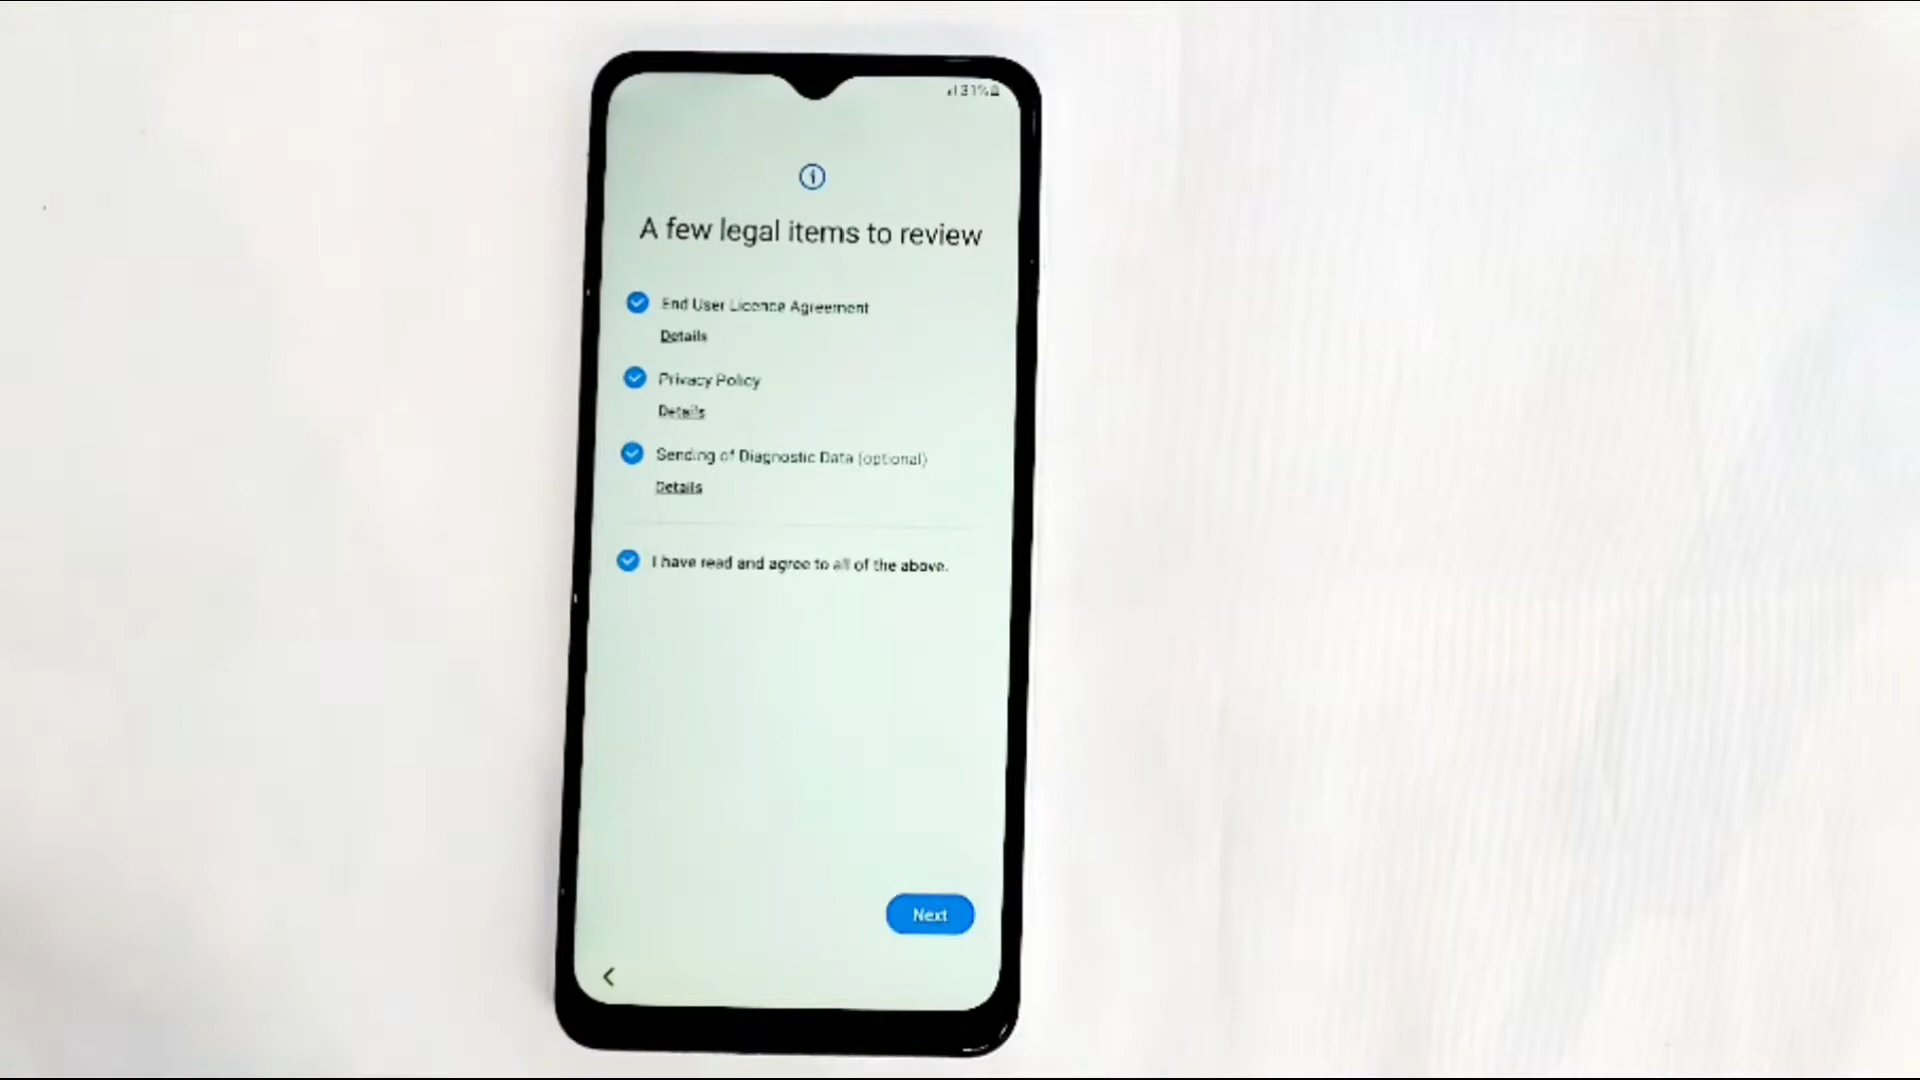 31%
A few legal items to review
End User Licence Agreement
Details
Privacy Policy
Details
Sending of Diagnostic Data (optional)
Details
I have read and agree to all of the above.
Next